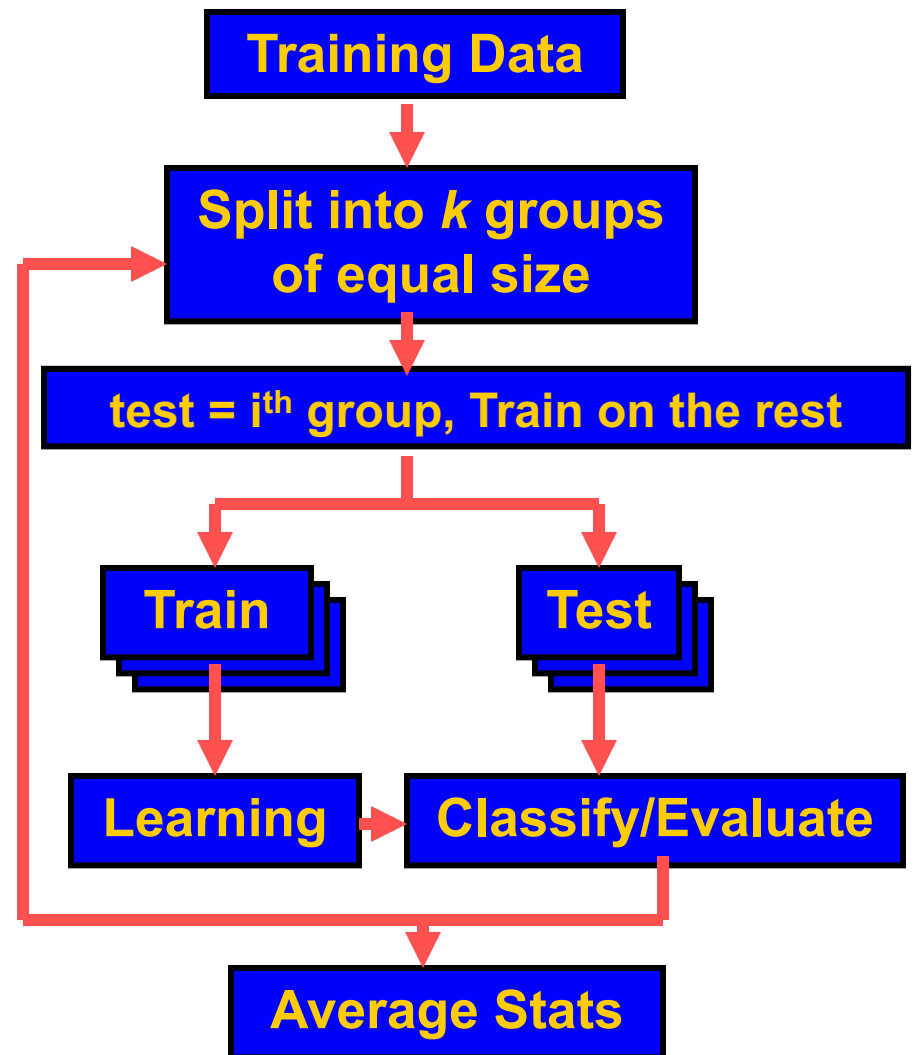 Training Data
Split into k groups
of equal size
test = ith group, Train on the rest
Train
Test
Learning
Classify/Evaluate
Average Stats